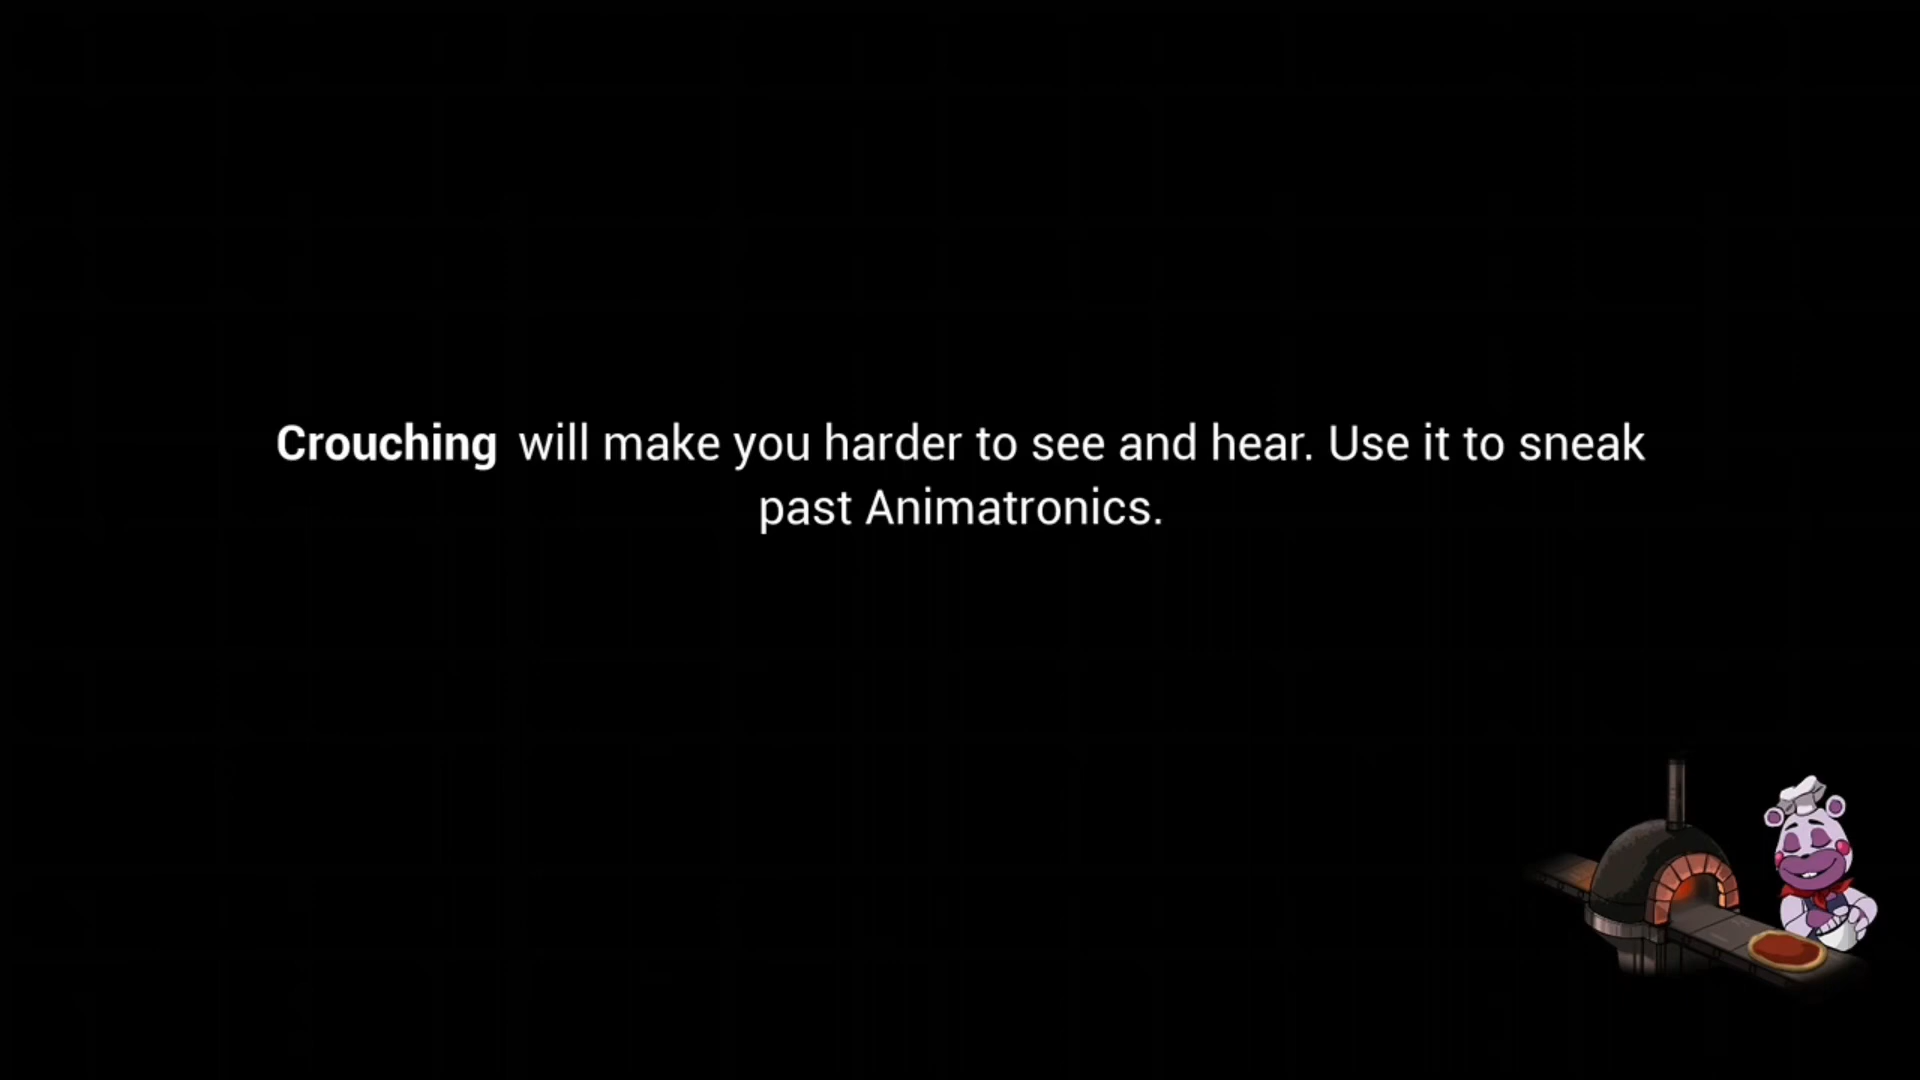 Crouching will make you harder to see and hear. Use it to sneak
past Animatronics.